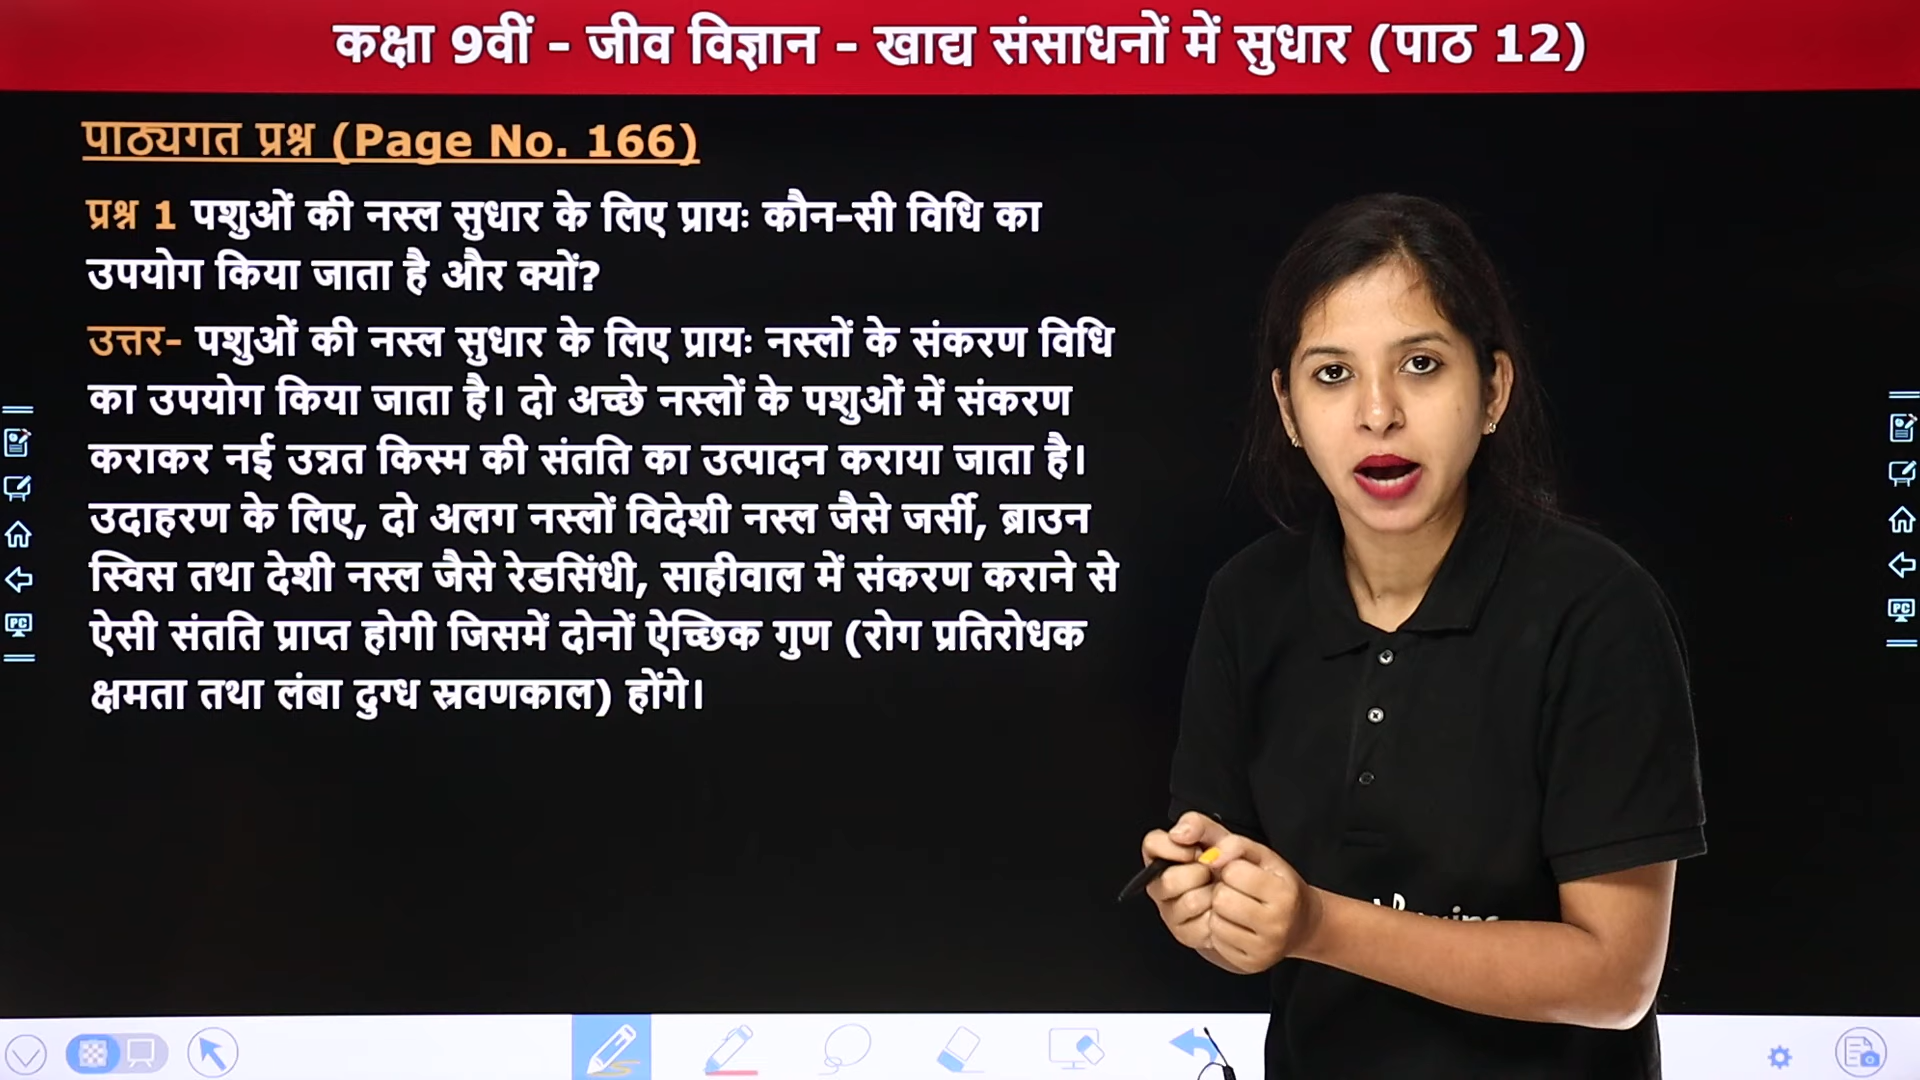 कक्षा 9वीं - जीव विज्ञान - खाद्य संसाधनों में सुधार (पाठ 12)
पाठ्यगत प्रश्न (Page No. 166)
प्रश्न 1 पशुओं की नस्ल सुधार के लिए प्रायः कौन-सी विधि का
उपयोग किया जाता है और क्यों?
उत्तर- पशुओं की नस्ल सुधार के लिए प्रायः नस्लों के संकरण विधि
का उपयोग किया जाता है। दो अच्छे नस्लों के पशुओं में संकरण
कराकर नई उन्नत किस्म की संतति का उत्पादन कराया जाता है।
उदाहरण के लिए, दो अलग नस्लों विदेशी नस्ल जैसे जर्सी, ब्राउन
स्विस तथा देशी नस्ल जैसे रेडसिंधी, साहीवाल में संकरण कराने से
ऐसी संतति प्राप्त होगी जिसमें दोनों ऐच्छिक गुण (रोग प्रतिरोधक
क्षमता तथा लंबा दुग्ध स्रवणकाल) होंगे।
PC
PC